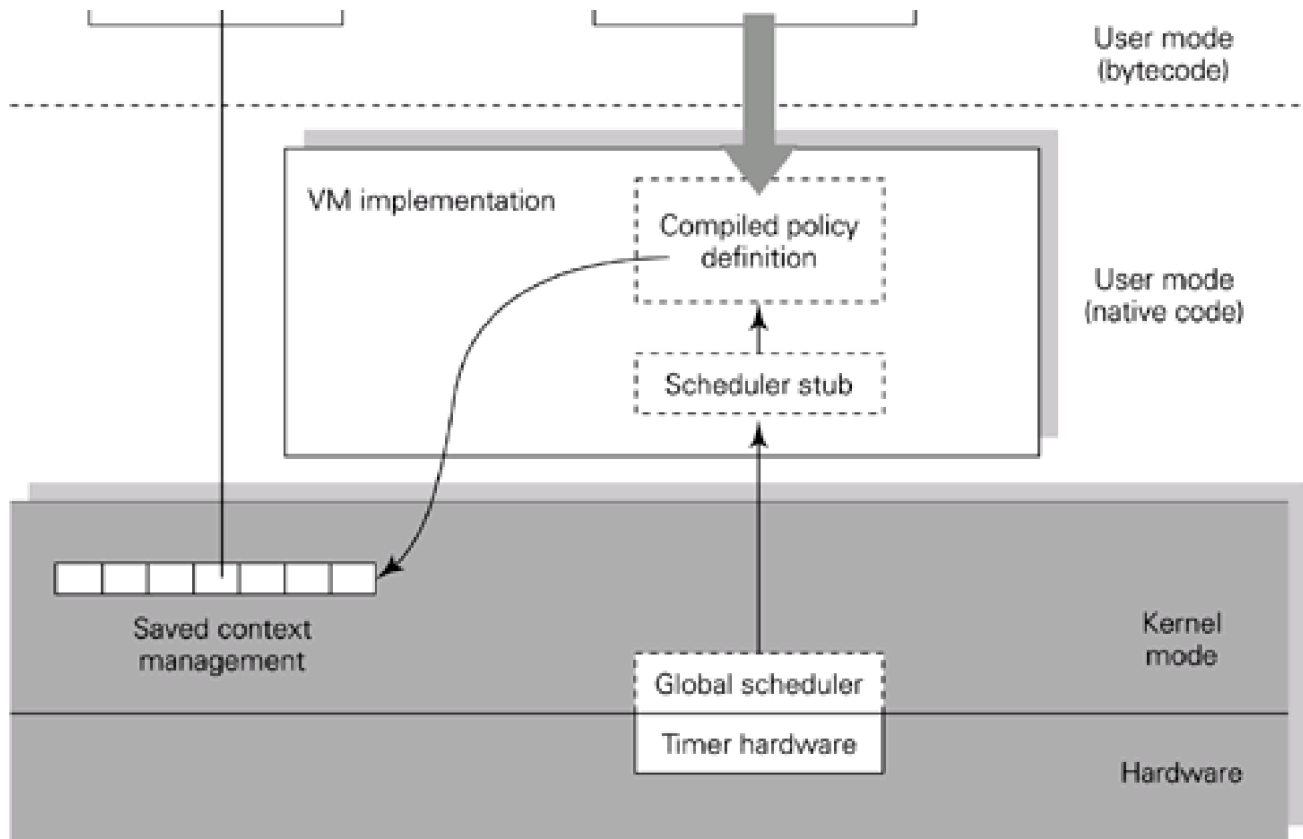 User mode
(bytecode)
VM implementation
Compiled policy
definition
User mode
(native code)
Scheduler stub
Saved context
management
Kernel
mode
Global scheduler
Timer hardware
Hardware